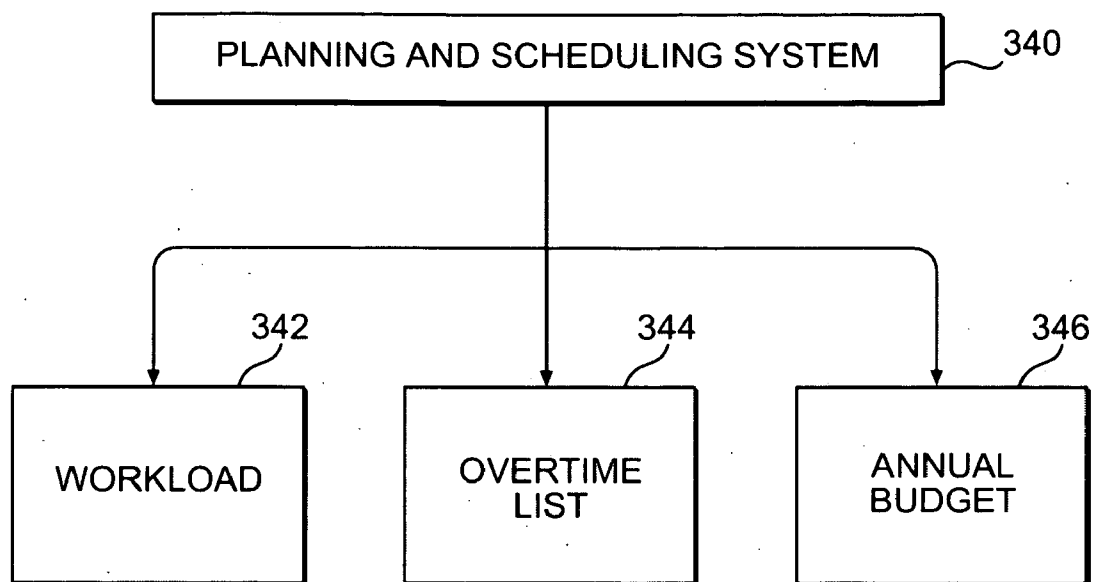 PLANNING AND SCHEDULING SYSTEM
340
342
344
346
WORKLOAD
OVERTIME
LIST
ANNUAL
BUDGET